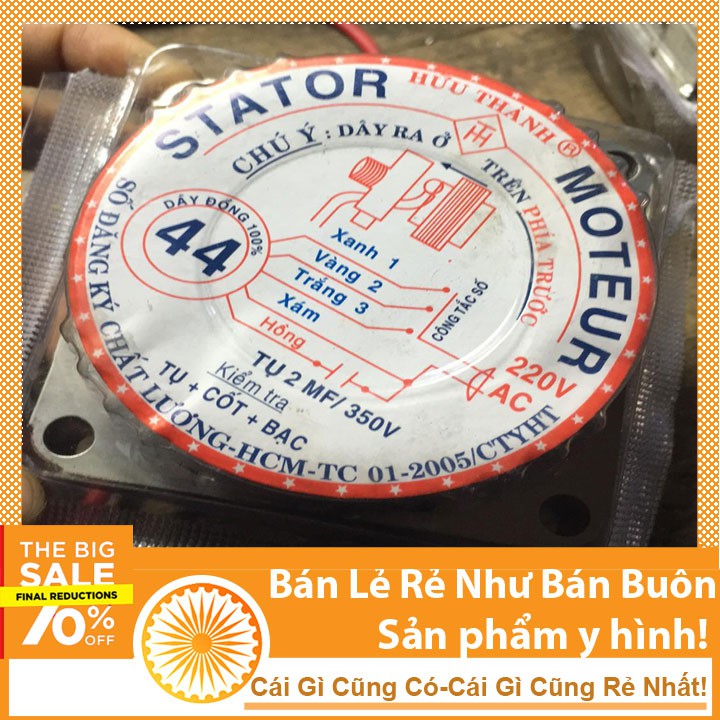 STATOR
HỮU THÀNH ®
MOTEUR
TH
CHÚ Ý : DÂY RA Ở TRÊN PHÍA TRƯỚC
DÂY ĐỒNG 100%
44
Xanh 1
Vàng 2
Trắng 3
Xám
Hồng
CÔNG TẮC SỐ
220V
AC
TỤ 2 MF/ 350V
Kiểm tra
TỤ + CỐT + BẠC
SỐ ĐĂNG KÝ CHẤT LƯỢNG-HCM-TC 01-2005/CTYHT
THE BIG
SALE
FINAL REDUCTIONS
70% OFF
Bán Lẻ Rẻ Như Bán Buôn
Sản phẩm y hình!
Cái Gì Cũng Có-Cái Gì Cũng Rẻ Nhất!